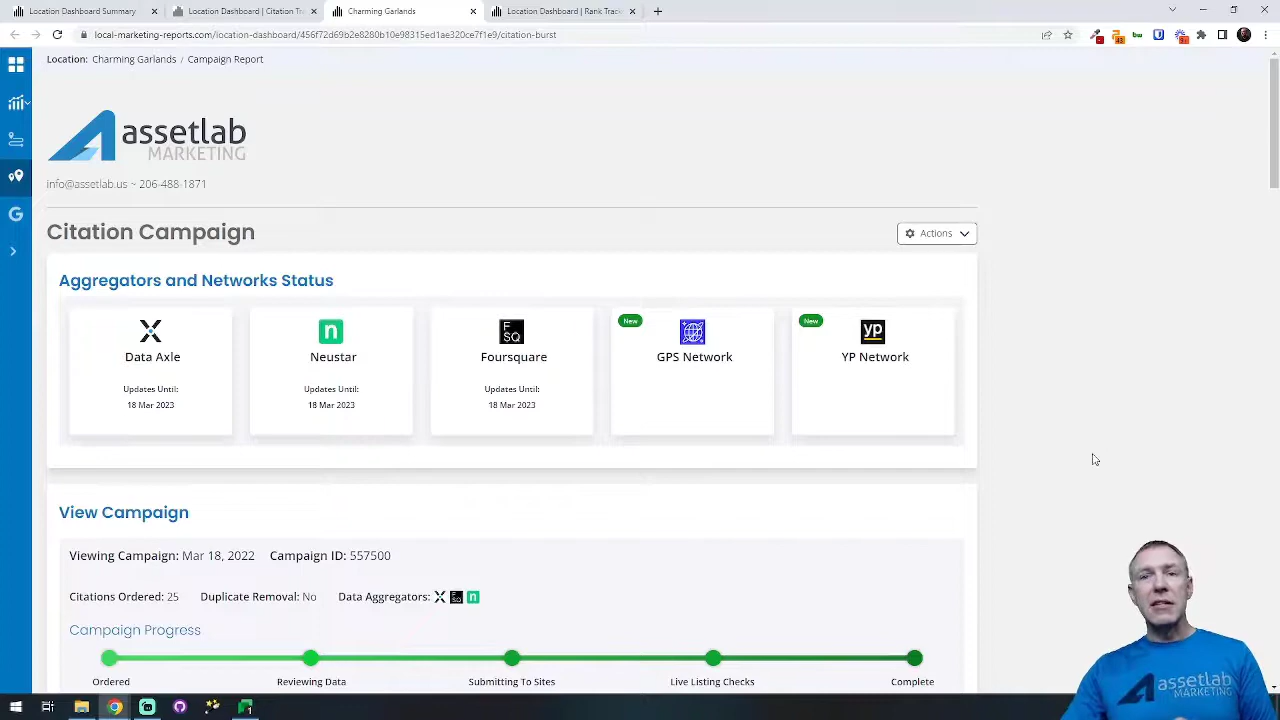 Location Dashboard Summary
Location Dashboard | Citation Tra
Charming Garlands
Location Dashboard | Rank Track
local-marketing-reports.com/location-dashboard/456f72d69b2e8280b10e98315ed1ae320ce7f1e9/citation-burst
Location: Charming Garlands / Campaign Report
assetlab
MARKETING
info@assetlab.us ~ 206-488-1871
Citation Campaign
Actions
Aggregators and Networks Status
New
New
n
F
SQ
yp
Data Axle
Neustar
Foursquare
GPS Network
YP Network
Updates Until:
18 Mar 2023
Updates Until:
18 Mar 2023
Updates Until:
18 Mar 2023
View Campaign
Viewing Campaign: Mar 18, 2022 Campaign ID: 557500
Citations Ordered: 25 Duplicate Removal: No Data Aggregators:
Campaign Progress
Ordered
Reviewing Data
Submitting To Sites
Live Listing Checks
Complete
assetlab
MARKETING